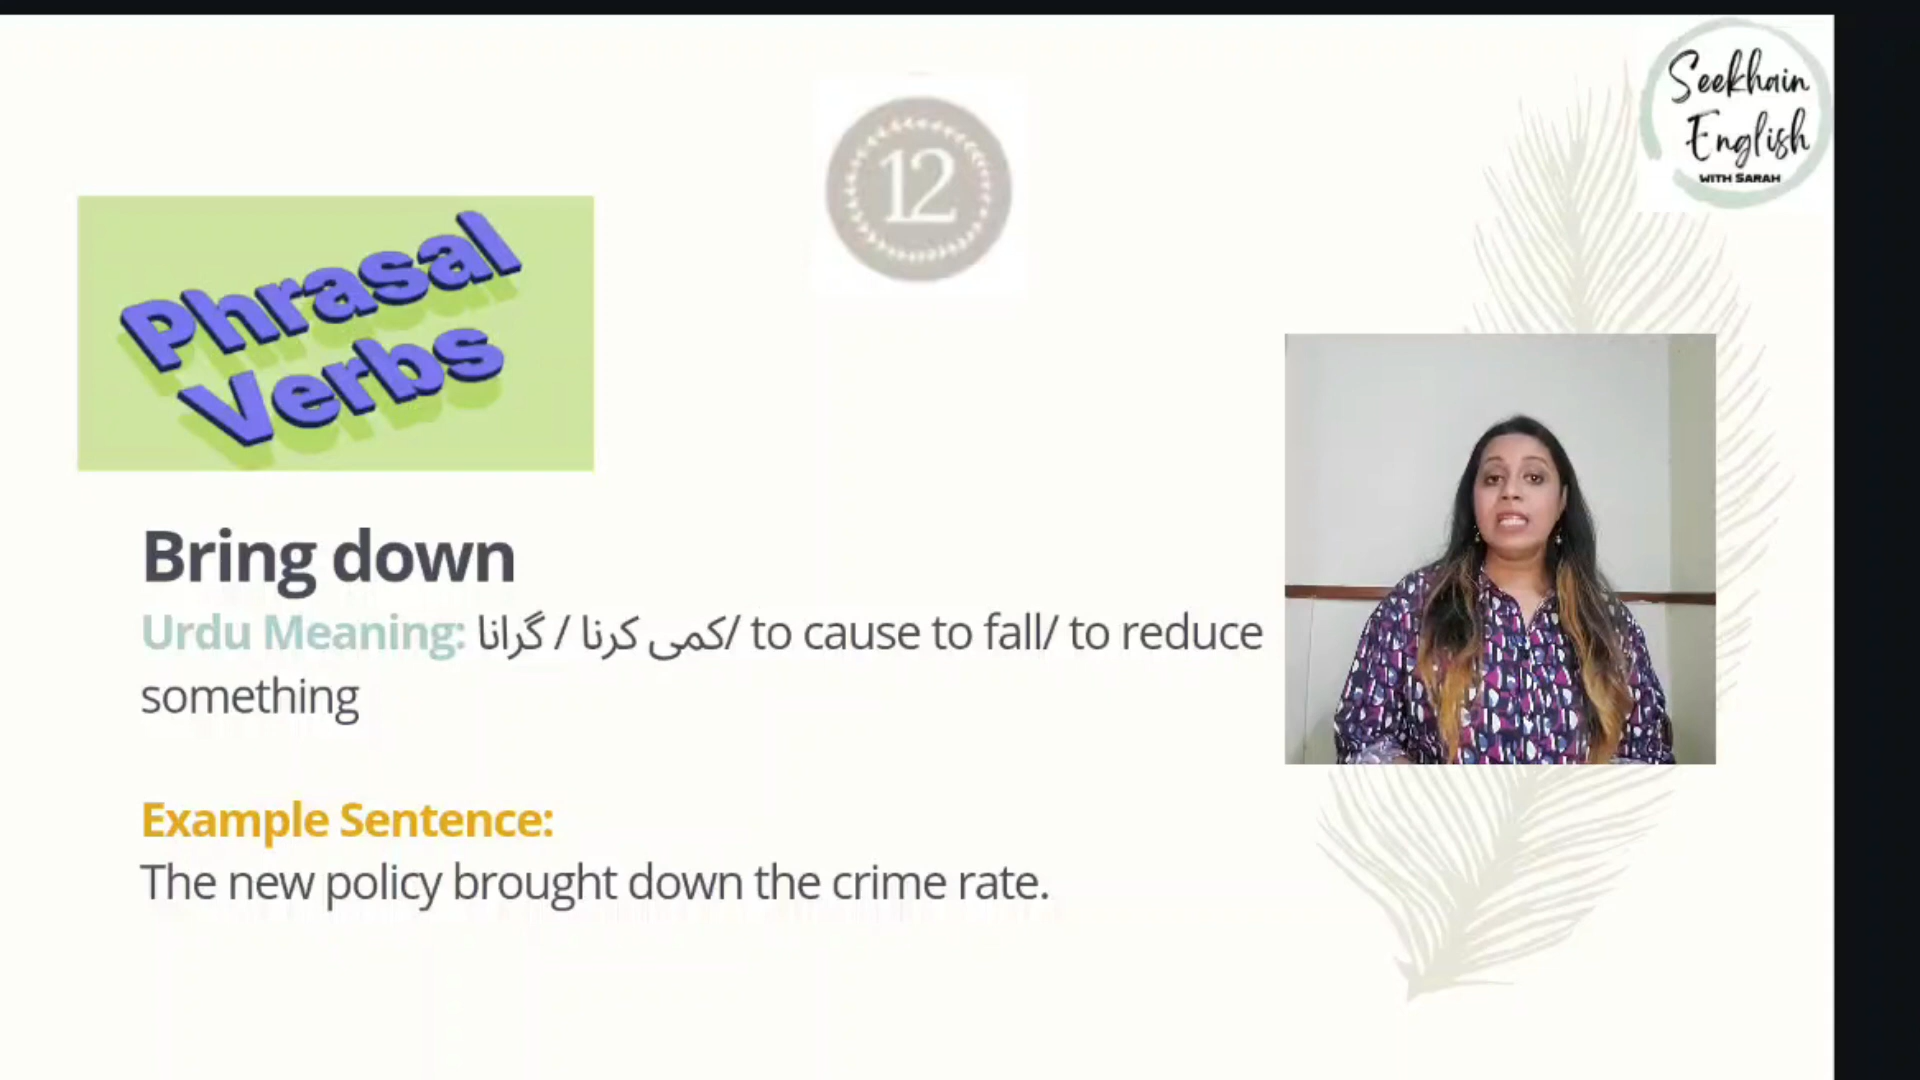 Seekhain
English
WITH SARAH
12
Phrasal
Verbs
Bring down
Urdu Meaning: گرانا / کمی کرنا/ to cause to fall/ to reduce
something
Example Sentence:
The new policy brought down the crime rate.